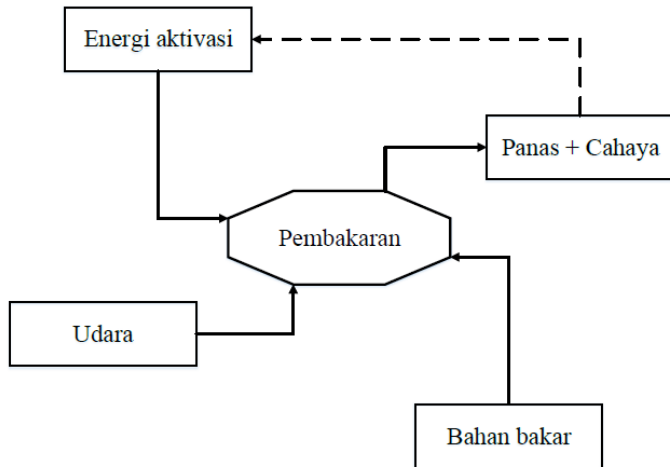 Energi aktivasi
Panas + Cahaya
Pembakaran
Udara
Bahan bakar